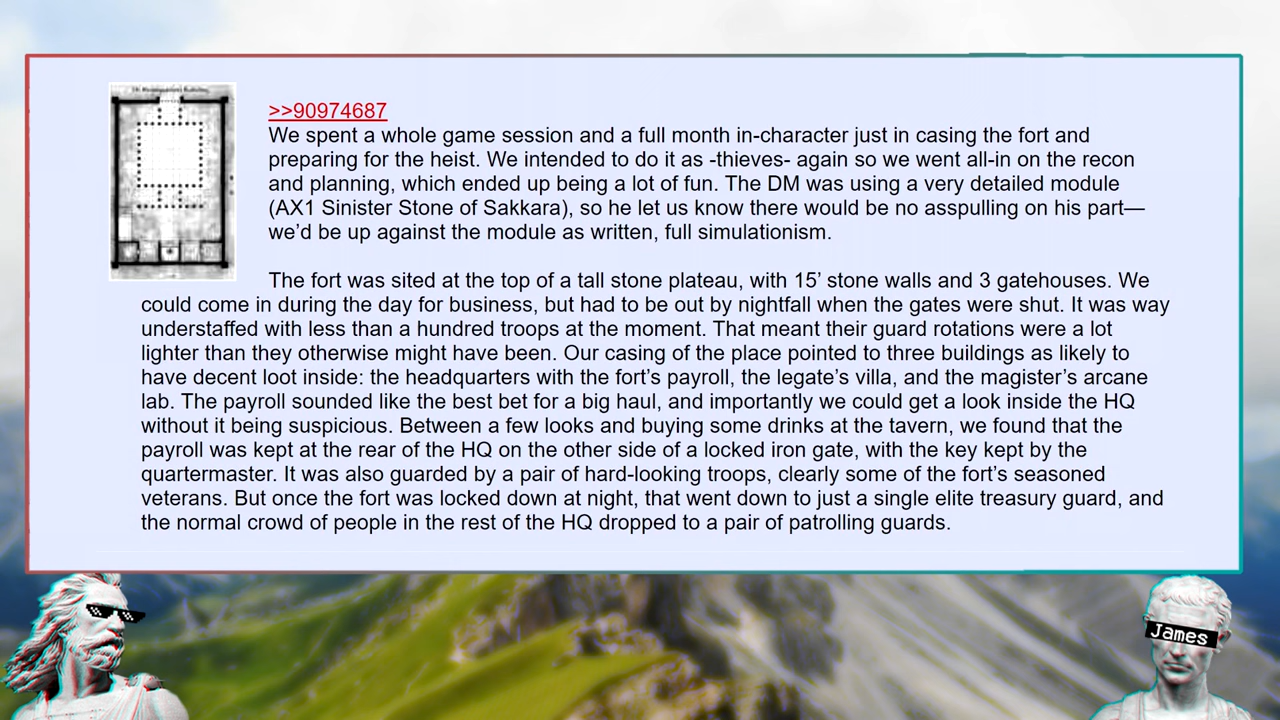 >>90974687
We spent a whole game session and a full month in-character just in casing the fort and
preparing for the heist. We intended to do it as -thieves- again so we went all-in on the recon
and planning, which ended up being a lot of fun. The DM was using a very detailed module
(AX1 Sinister Stone of Sakkara), so he let us know there would be no asspulling on his part—
we’d be up against the module as written, full simulationism.
The fort was sited at the top of a tall stone plateau, with 15’ stone walls and 3 gatehouses. We
could come in during the day for business, but had to be out by nightfall when the gates were shut. It was way
understaffed with less than a hundred troops at the moment. That meant their guard rotations were a lot
lighter than they otherwise might have been. Our casing of the place pointed to three buildings as likely to
have decent loot inside: the headquarters with the fort’s payroll, the legate’s villa, and the magister’s arcane
lab. The payroll sounded like the best bet for a big haul, and importantly we could get a look inside the HQ
without it being suspicious. Between a few looks and buying some drinks at the tavern, we found that the
payroll was kept at the rear of the HQ on the other side of a locked iron gate, with the key kept by the
quartermaster. It was also guarded by a pair of hard-looking troops, clearly some of the fort’s seasoned
veterans. But once the fort was locked down at night, that went down to just a single elite treasury guard, and
the normal crowd of people in the rest of the HQ dropped to a pair of patrolling guards.
James